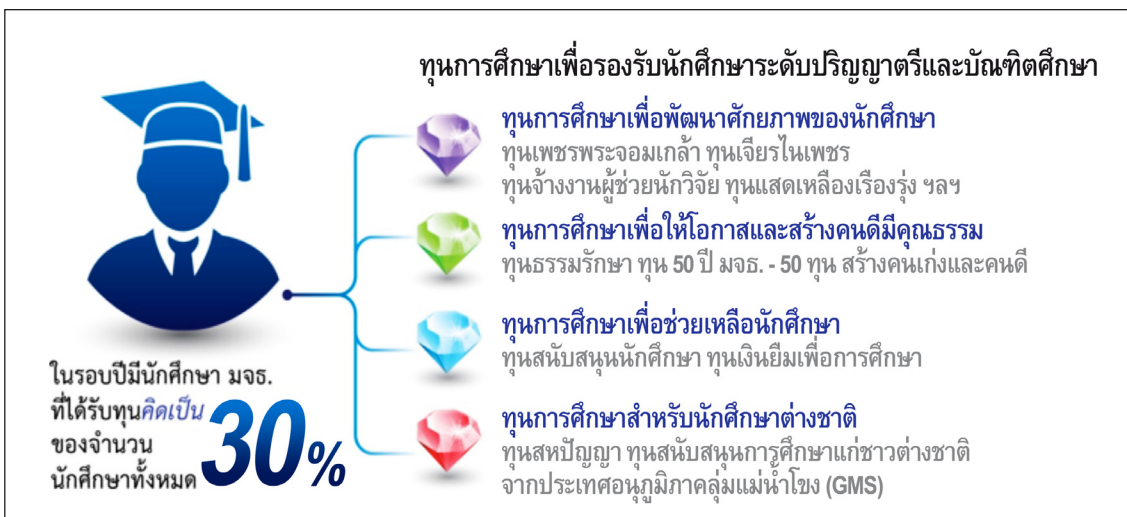 ทุนการศึกษาเพื่อรองรับนักศึกษาระดับปริญญาตรีและบัณฑิตศึกษา
ทุนการศึกษาเพื่อพัฒนาศักยภาพของนักศึกษา
ทุนเพชรพระจอมเกล้า ทุนเจียรไนเพชร
ทุนจ้างงานผู้ช่วยนักวิจัย ทุนแสดเหลืองเรืองรุ่ง ฯลฯ
ทุนการศึกษาเพื่อให้โอกาสและสร้างคนดีมีคุณธรรม
ทุนธรรมรักษา ทุน 50 ปี มจธ. - 50 ทุน สร้างคนเก่งและคนดี
ทุนการศึกษาเพื่อช่วยเหลือนักศึกษา
ทุนสนับสนุนนักศึกษา ทุนเงินยืมเพื่อการศึกษา
ทุนการศึกษาสำหรับนักศึกษาต่างชาติ
ทุนสหปัญญา ทุนสนับสนุนการศึกษาแก่ชาวต่างชาติ
จากประเทศอนุภูมิภาคลุ่มแม่น้ำโขง (GMS)
ในรอบปีมีนักศึกษา มจธ.
ที่ได้รับทุนคิดเป็น
ของจำนวน
นักศึกษาทั้งหมด
30%